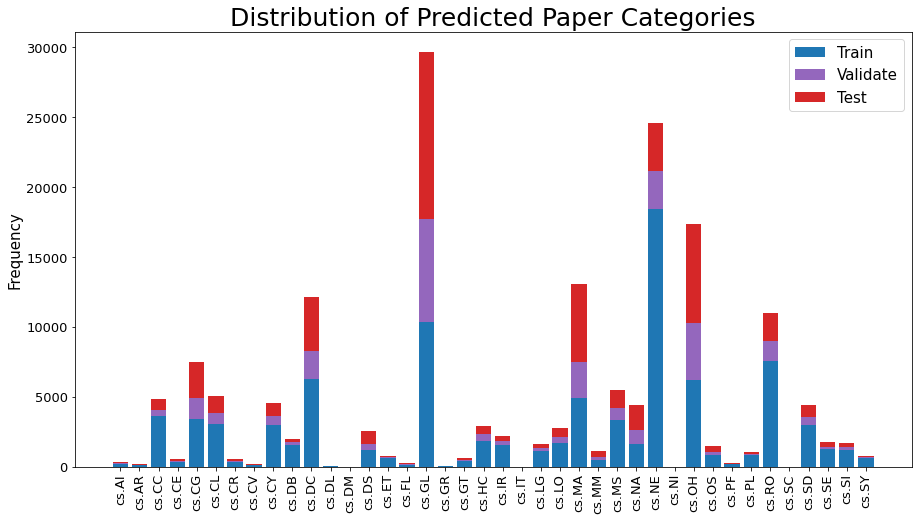 Distribution of Predicted Paper Categories
Train
Validate
Test
Frequency
30000
25000
20000
15000
10000
5000
0
cs.AI
cs.AR
cs.CC
cs.CE
cs.CG
cs.CL
cs.CR
cs.CV
cs.CY
cs.DB
cs.DC
cs.DL
cs.DM
cs.DS
cs.ET
cs.FL
cs.GL
cs.GR
cs.GT
cs.HC
cs.IR
cs.IT
cs.LG
cs.LO
cs.MA
cs.MM
cs.MS
cs.NA
cs.NE
cs.NI
cs.OH
cs.OS
cs.PF
cs.PL
cs.RO
cs.SC
cs.SD
cs.SE
cs.SI
cs.SY